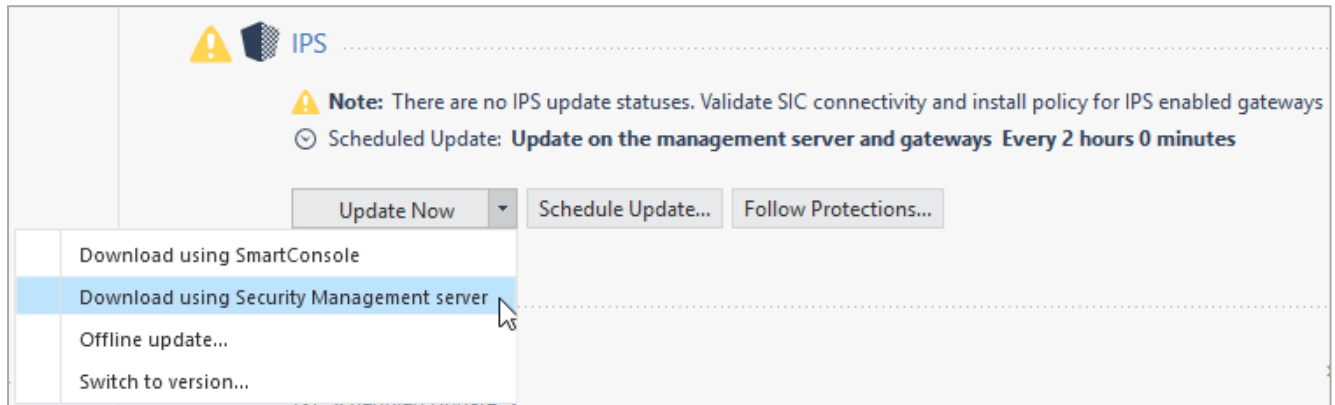 IPS
Note: There are no IPS update statuses. Validate SIC connectivity and install policy for IPS enabled gateways
Scheduled Update: Update on the management server and gateways Every 2 hours 0 minutes
Update Now Schedule Update... Follow Protections...
Download using SmartConsole
Download using Security Management server
Offline update...
Switch to version...